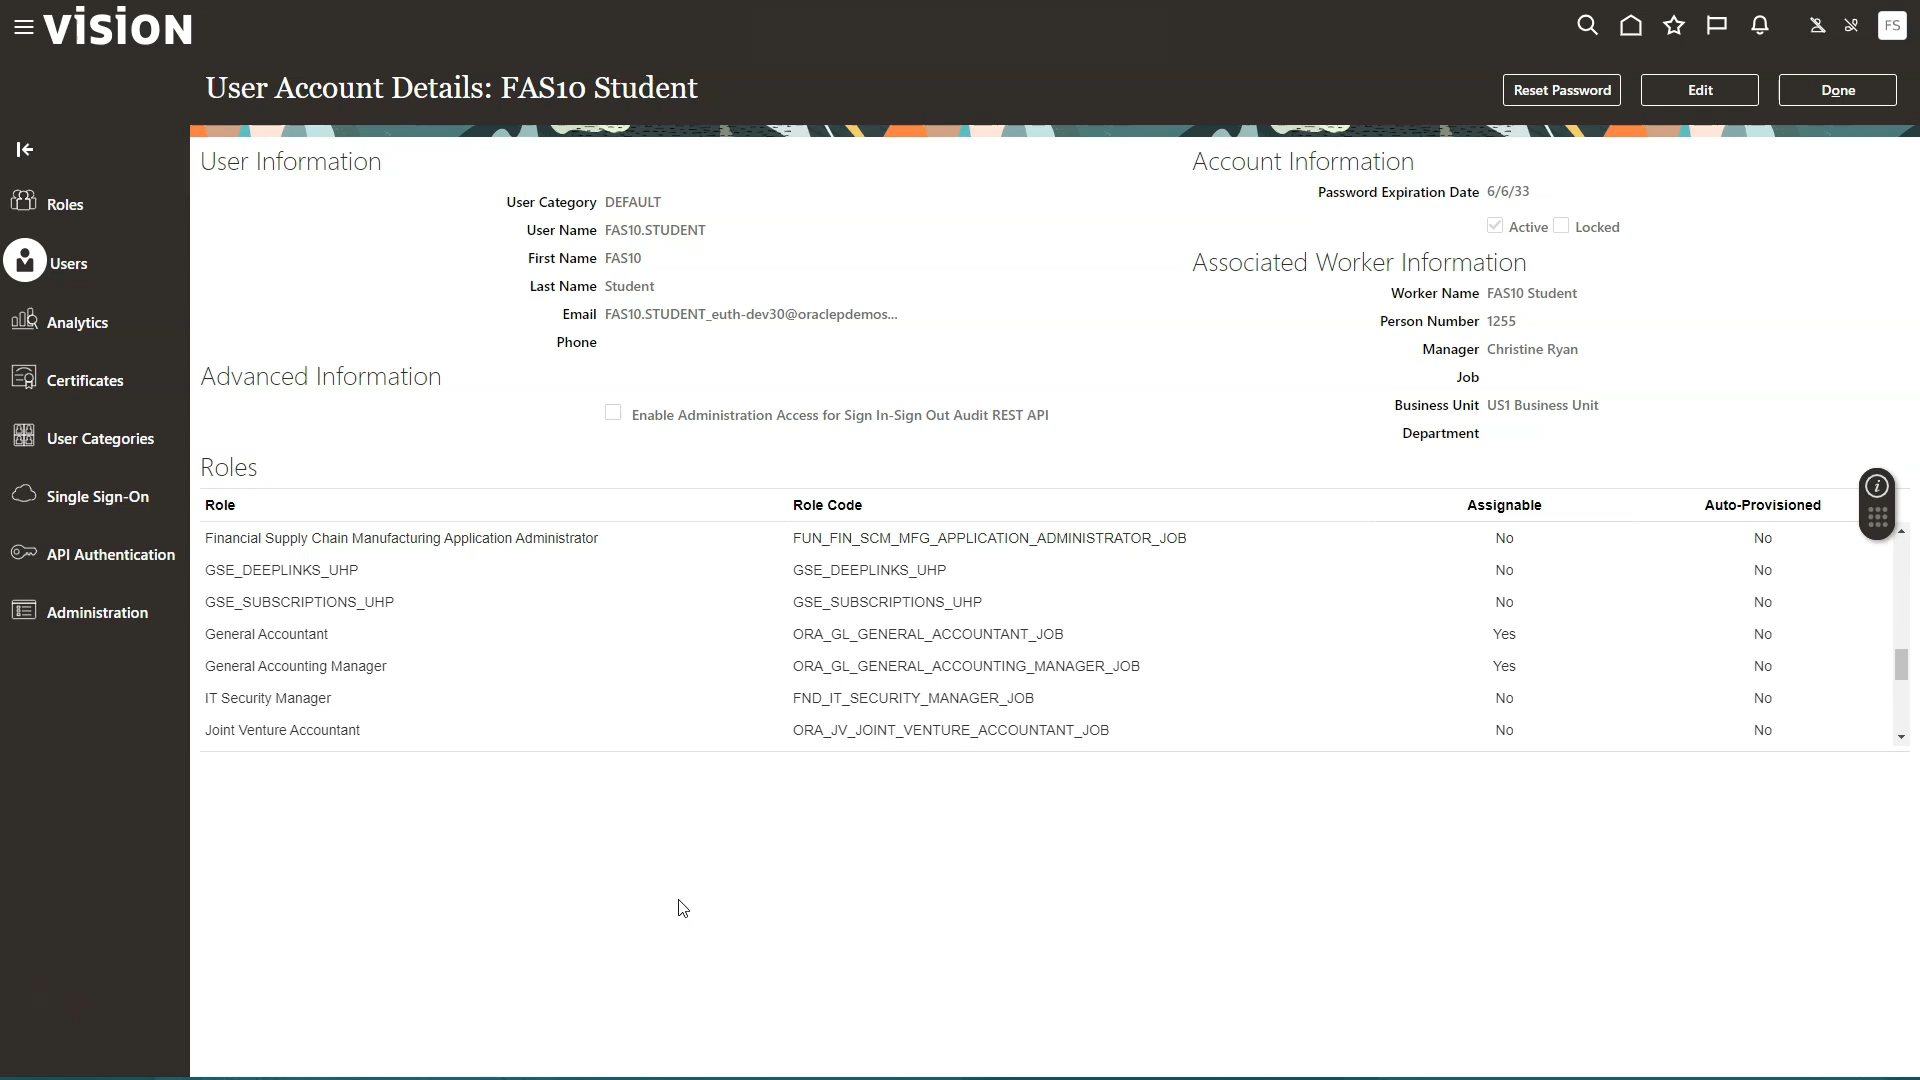 VISION
FS
User Account Details: FAS10 Student
Reset Password
Edit
Done
Roles
Users
Analytics
Certificates
User Categories
Single Sign-On
API Authentication
Administration
User Information
User Category DEFAULT
User Name FAS10.STUDENT
First Name FAS10
Last Name Student
Email FAS10.STUDENT_euth-dev30@oraclepdemos...
Phone
Advanced Information
Enable Administration Access for Sign In-Sign Out Audit REST API
Account Information
Password Expiration Date 6/6/33
Active Locked
Associated Worker Information
Worker Name FAS10 Student
Person Number 1255
Manager Christine Ryan
Job
Business Unit US1 Business Unit
Department
Roles
Role Role Code Assignable Auto-Provisioned
Financial Supply Chain Manufacturing Application Administrator FUN_FIN_SCM_MFG_APPLICATION_ADMINISTRATOR_JOB No No
GSE_DEEPLINKS_UHP GSE_DEEPLINKS_UHP No No
GSE_SUBSCRIPTIONS_UHP GSE_SUBSCRIPTIONS_UHP No No
General Accountant ORA_GL_GENERAL_ACCOUNTANT_JOB Yes No
General Accounting Manager ORA_GL_GENERAL_ACCOUNTING_MANAGER_JOB Yes No
IT Security Manager FND_IT_SECURITY_MANAGER_JOB No No
Joint Venture Accountant ORA_JV_JOINT_VENTURE_ACCOUNTANT_JOB No No